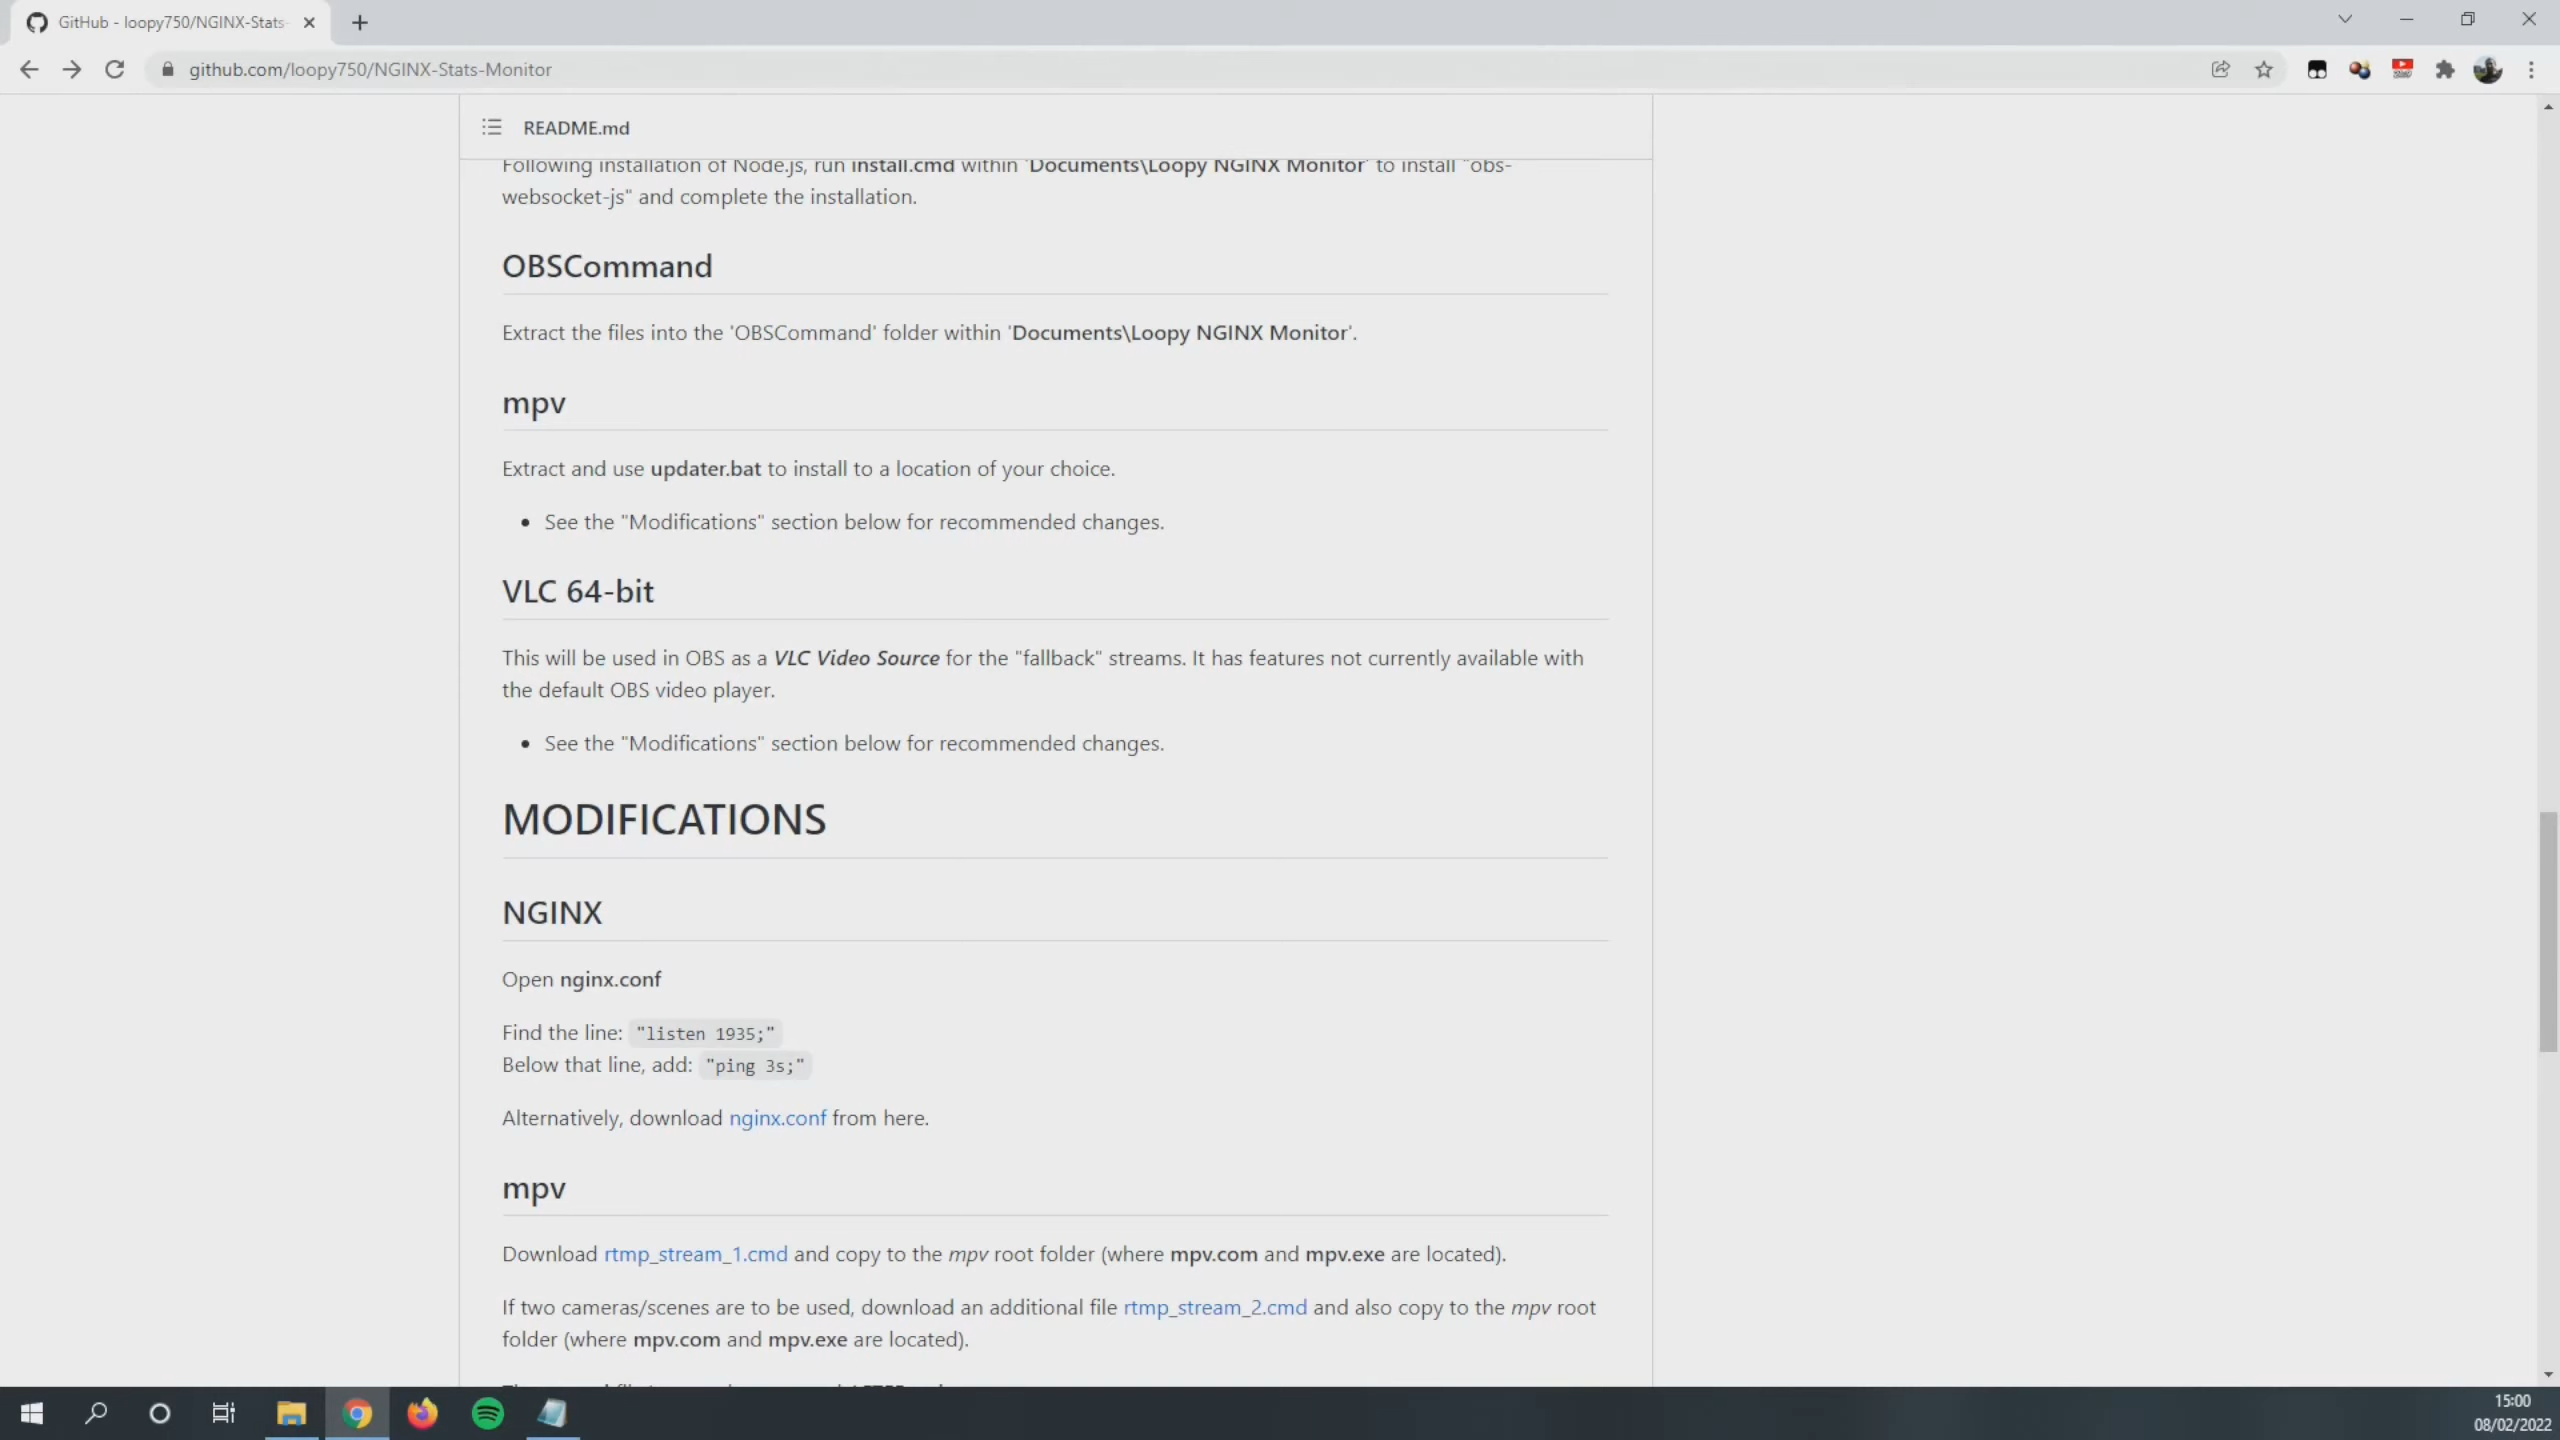 GitHub - loopy750/NGINX-Stats-
github.com/loopy750/NGINX-Stats-Monitor
README.md
Following installation of Node.js, run install.cmd within 'Documents\Loopy NGINX Monitor' to install "obs-
websocket-js" and complete the installation.
OBSCommand
Extract the files into the 'OBSCommand' folder within 'Documents\Loopy NGINX Monitor'.
mpv
Extract and use updater.bat to install to a location of your choice.
• See the "Modifications" section below for recommended changes.
VLC 64-bit
This will be used in OBS as a VLC Video Source for the "fallback" streams. It has features not currently available with
the default OBS video player.
• See the "Modifications" section below for recommended changes.
MODIFICATIONS
NGINX
Open nginx.conf
Find the line: "listen 1935;"
Below that line, add: "ping 3s;"
Alternatively, download nginx.conf from here.
mpv
Download rtmp_stream_1.cmd and copy to the mpv root folder (where mpv.com and mpv.exe are located).
If two cameras/scenes are to be used, download an additional file rtmp_stream_2.cmd and also copy to the mpv root
folder (where mpv.com and mpv.exe are located).
15:00
08/02/2022